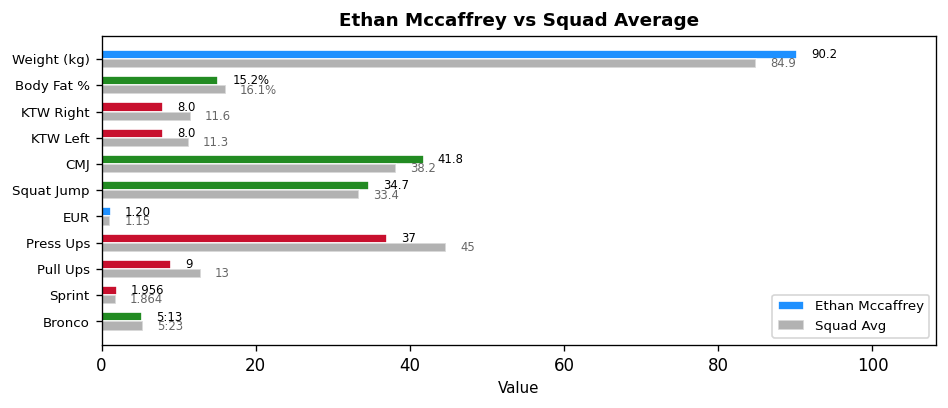 Ethan Mccaffrey vs Squad Average
Weight (kg) 90.2
84.9
Body Fat % 15.2%
16.1%
KTW Right 8.0
11.6
KTW Left 8.0
11.3
CMJ 41.8
38.2
Squat Jump 34.7
33.4
EUR 1.20
1.15
Press Ups 37
45
Pull Ups 9
13
Sprint 1.956
1.864
Bronco 5:13
5:23
Ethan Mccaffrey
Squad Avg
0 20 40 60 80 100
Value